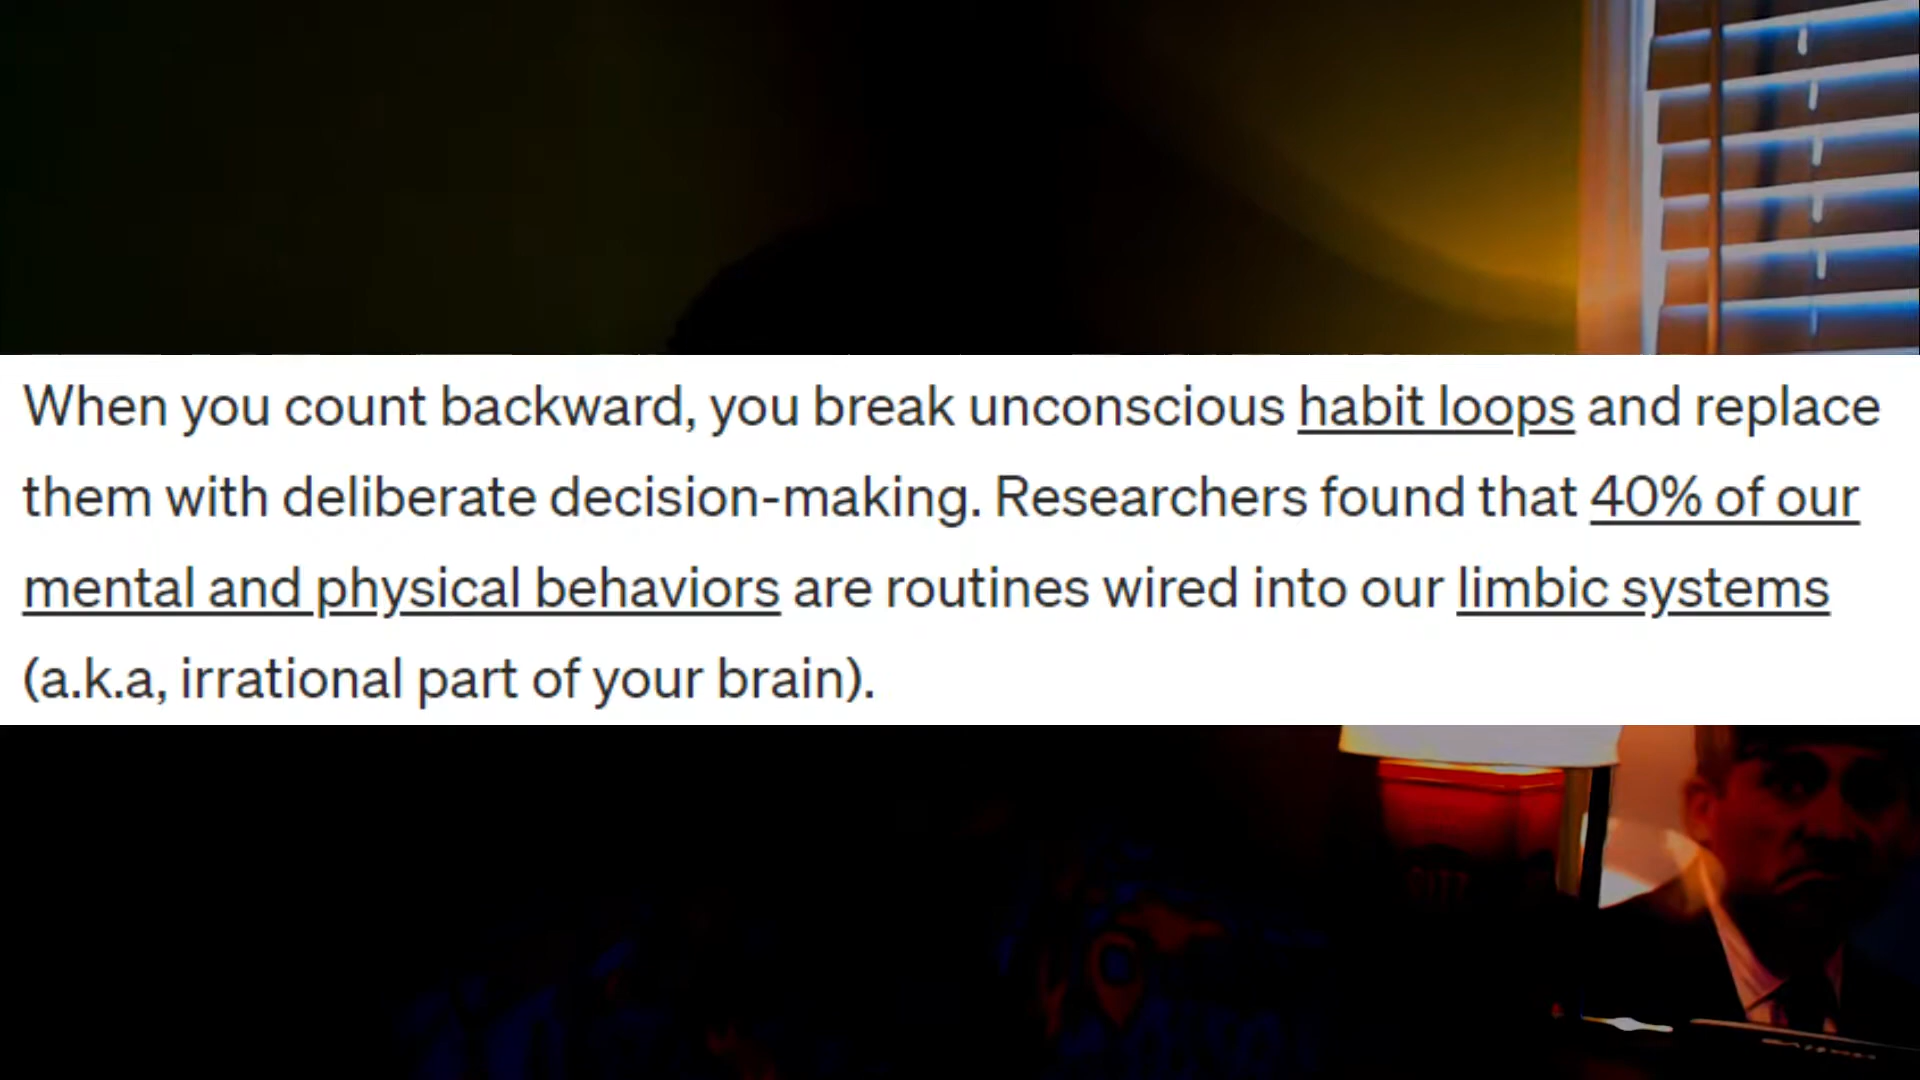 When you count backward, you break unconscious habit loops and replace
them with deliberate decision-making. Researchers found that 40% of our
mental and physical behaviors are routines wired into our limbic systems
(a.k.a, irrational part of your brain).